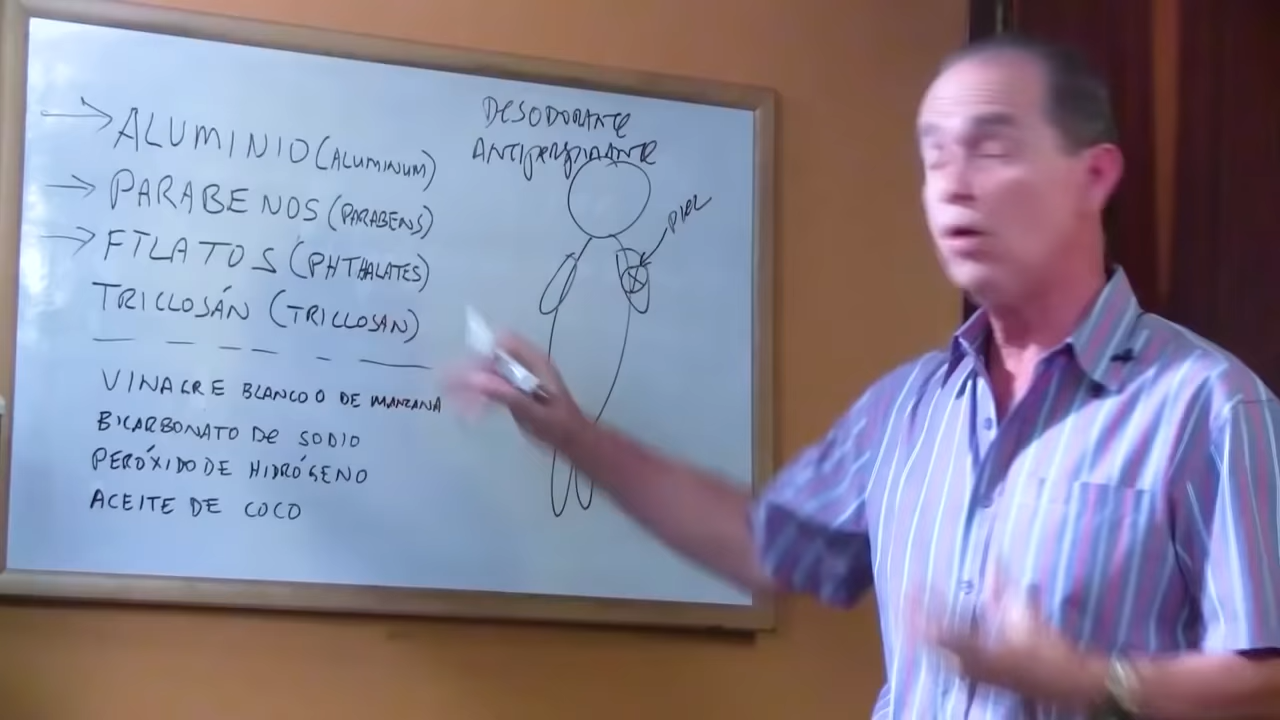 ALUMINIO (ALUMINUM)
PARABENOS (PARABENS)
FTLATOS (PHTHALATES)
TRICLOSÁN (TRICLOSAN)
VINAGRE BLANCO O DE MANZANA
BICARBONATO DE SODIO
PERÓXIDO DE HIDRÓGENO
ACEITE DE COCO
DESODORANTE
ANTIPERSPIRANTE
PIEL